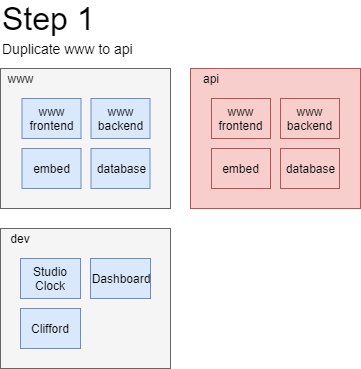 Step 1
Duplicate www to api
www
www
frontend
www
backend
embed
database
api
www
frontend
www
backend
embed
database
dev
Studio
Clock
Dashboard
Clifford